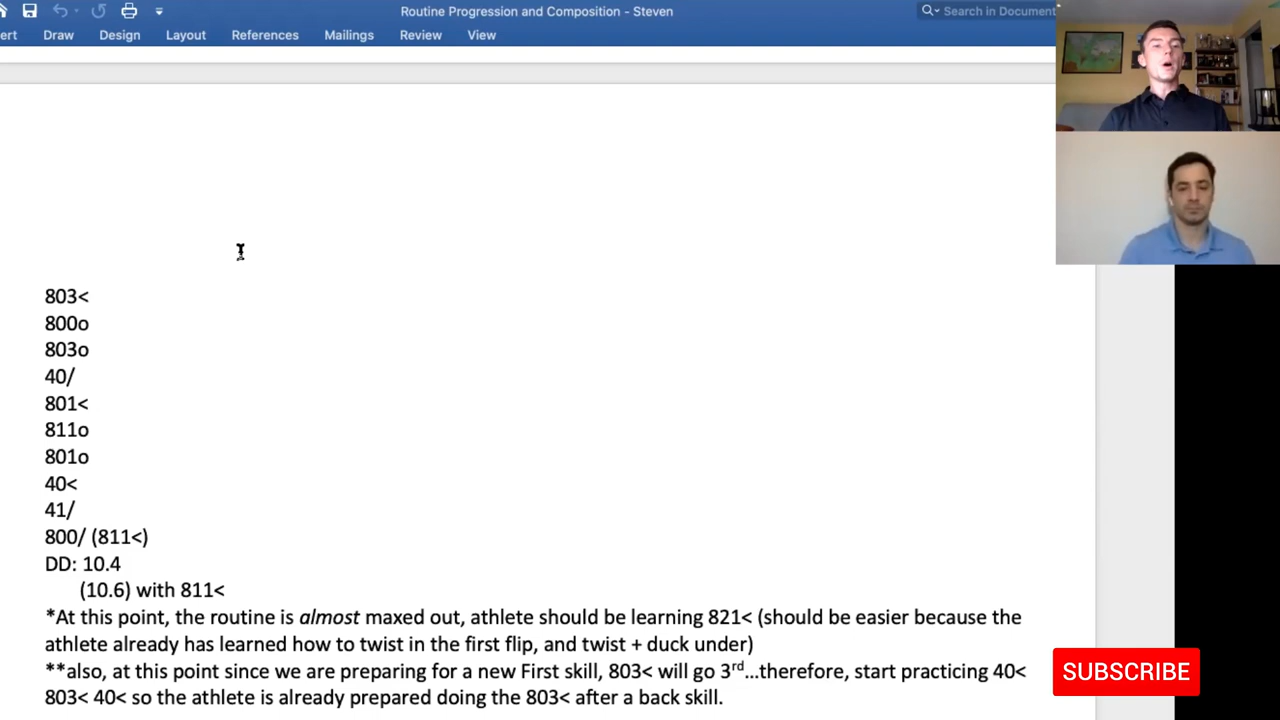 Routine Progression and Composition - Steven
Search in Document
ert Draw Design Layout References Mailings Review View
803<
800o
803o
40/
801<
811o
801o
40<
41/
800/ (811<)
DD: 10.4
(10.6) with 811<
*At this point, the routine is almost maxed out, athlete should be learning 821< (should be easier because the
athlete already has learned how to twist in the first flip, and twist + duck under)
**also, at this point since we are preparing for a new First skill, 803< will go 3rd...therefore, start practicing 40<
803< 40< so the athlete is already prepared doing the 803< after a back skill.
SUBSCRIBE